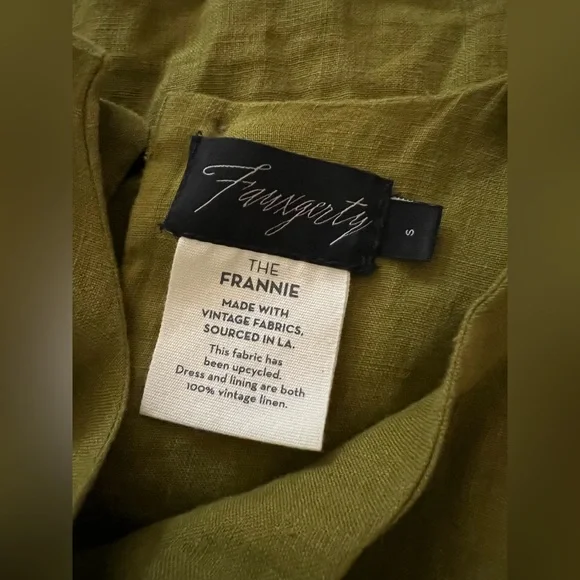 Fauxgerty
S
THE
FRANNIE
MADE WITH
VINTAGE FABRICS,
SOURCED IN LA.
This fabric has
been upcycled.
Dress and lining are both
100% vintage linen.